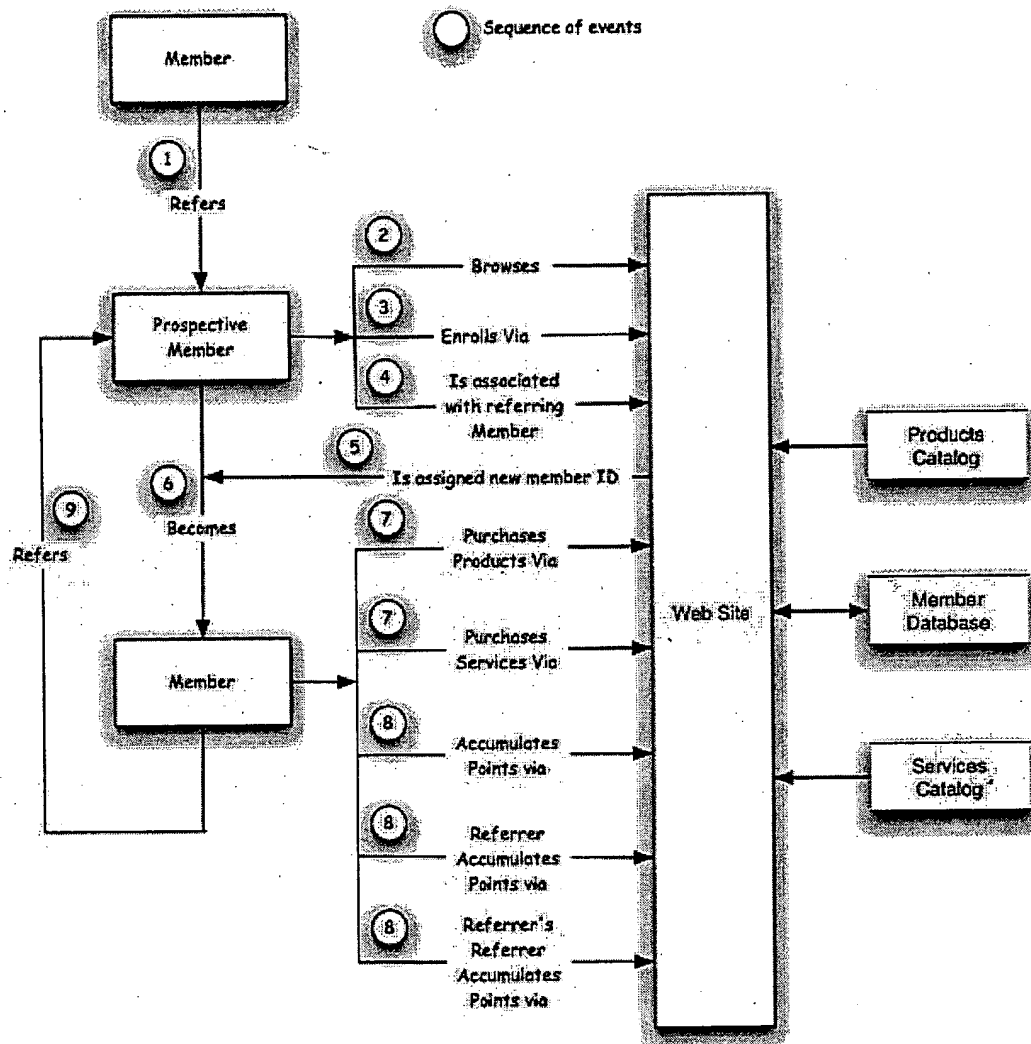 Sequence of events
Member
1
Refers
2
Browses
Prospective
Member
3
Enrolls Via
4
Is associated
with referring
Member
5
Is assigned new member ID
6
Becomes
9
Refers
7
Purchases
Products Via
7
Purchases
Services Via
Member
8
Accumulates
Points via
8
Referrer
Accumulates
Points via
8
Referrer's
Referrer
Accumulates
Points via
Web Site
Products
Catalog
Member
Database
Services
Catalog